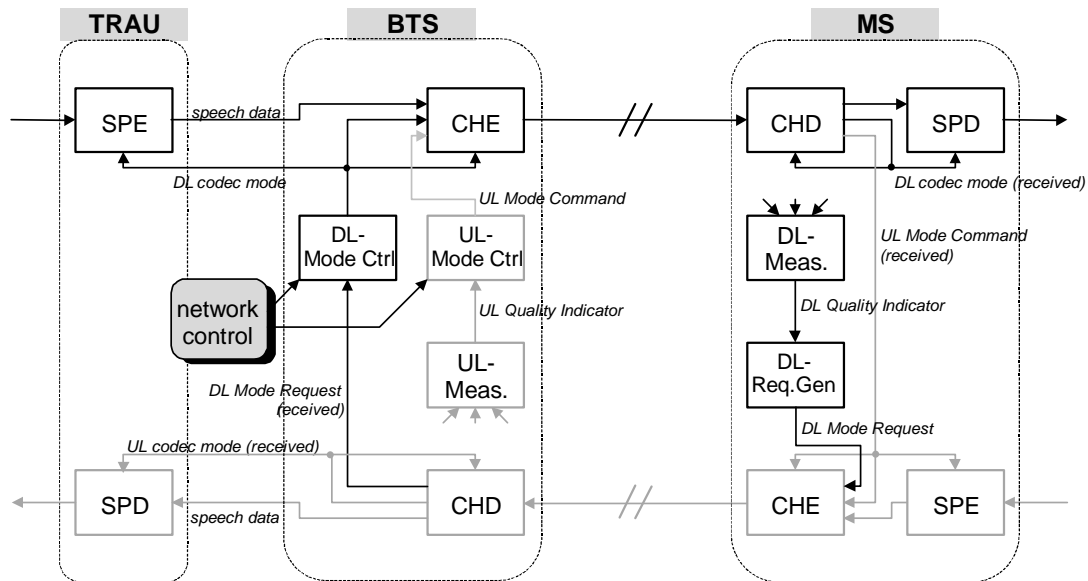 TRAU
BTS
MS
SPE
speech data
CHE
CHD
SPD
DL codec mode
DL codec mode (received)
UL Mode Command
DL-
Mode Ctrl
UL-
Mode Ctrl
DL-
Meas.
UL Mode Command
(received)
network
control
UL Quality Indicator
DL Quality Indicator
UL-
Meas.
DL-
Req.Gen
DL Mode Request
(received)
DL Mode Request
UL codec mode (received)
SPD
speech data
CHD
CHE
SPE